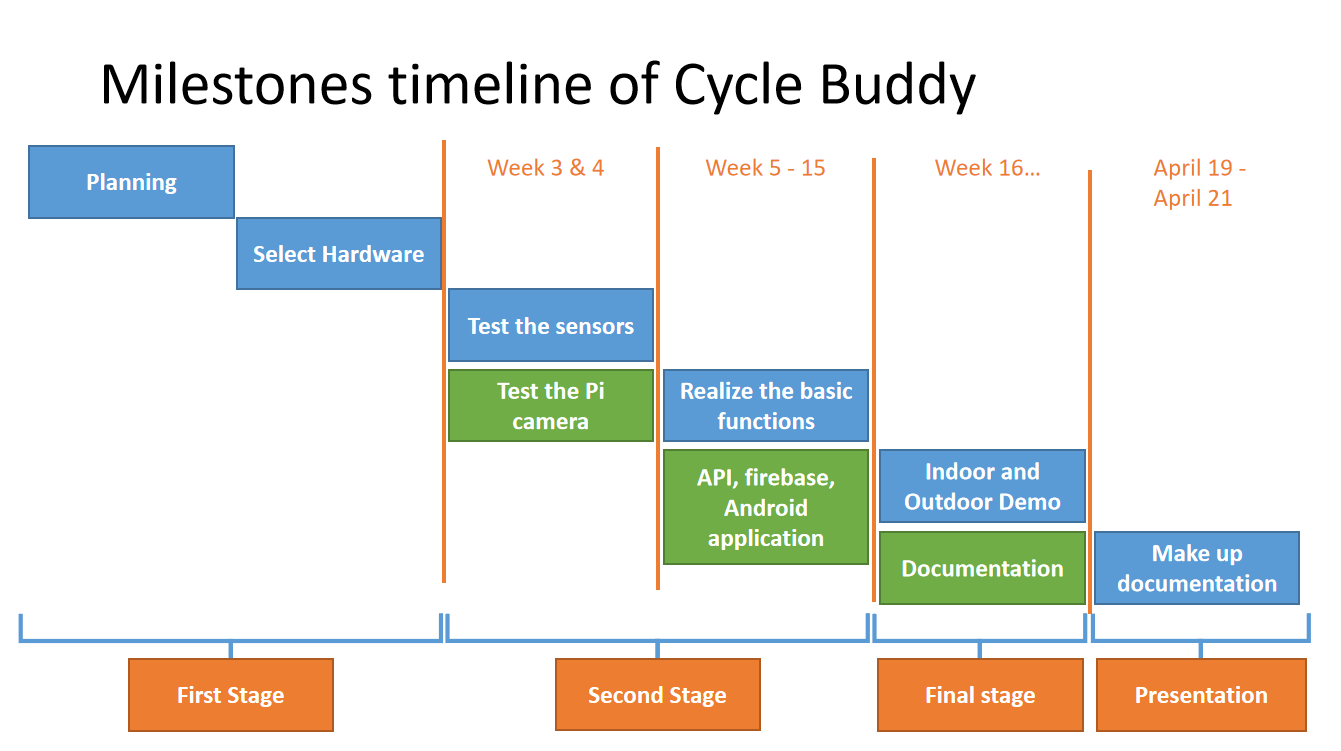 Milestones timeline of Cycle Buddy
Planning
Select Hardware
Week 3 & 4
Week 5 - 15
Week 16...
April 19 -
April 21
Test the sensors
Test the Pi
camera
Realize the basic
functions
API, firebase,
Android
application
Indoor and
Outdoor Demo
Documentation
Make up
documentation
First Stage
Second Stage
Final stage
Presentation